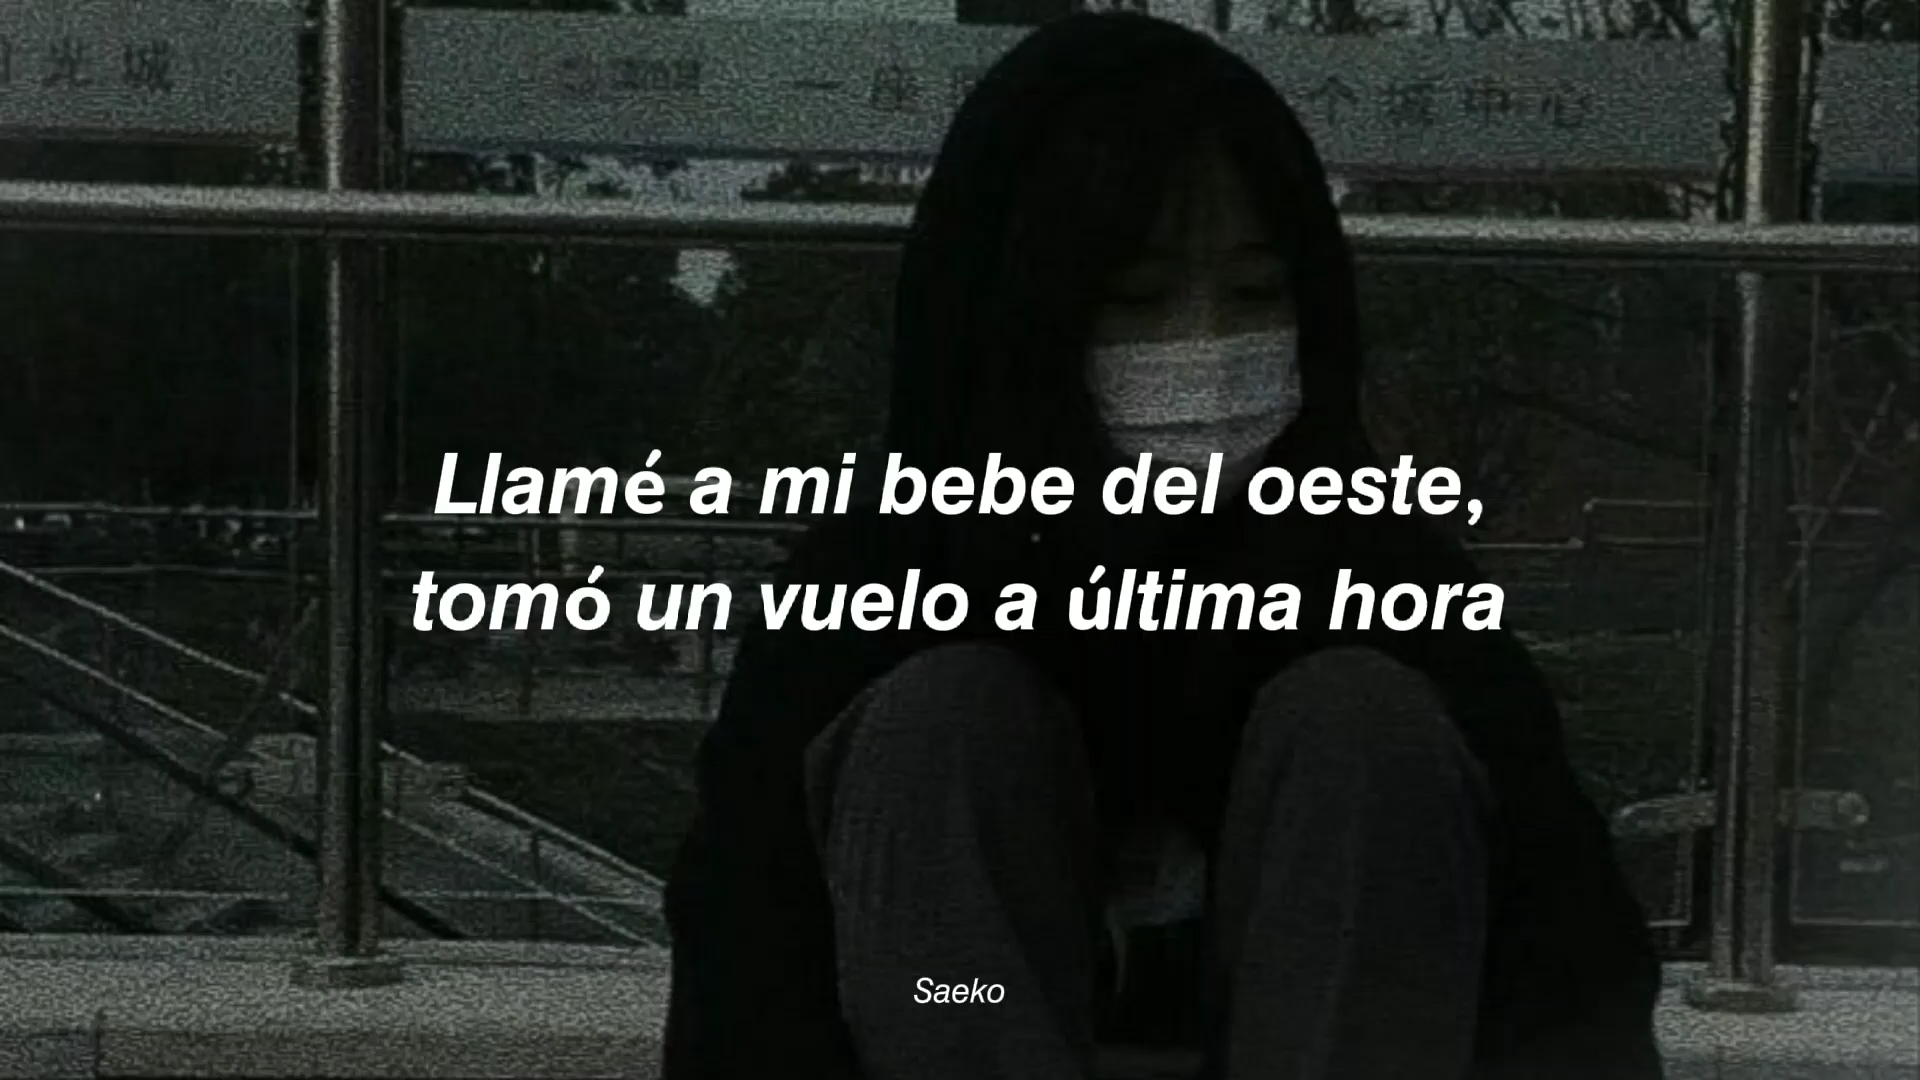 Llamé a mi bebe del oeste,
tomó un vuelo a última hora
Saeko